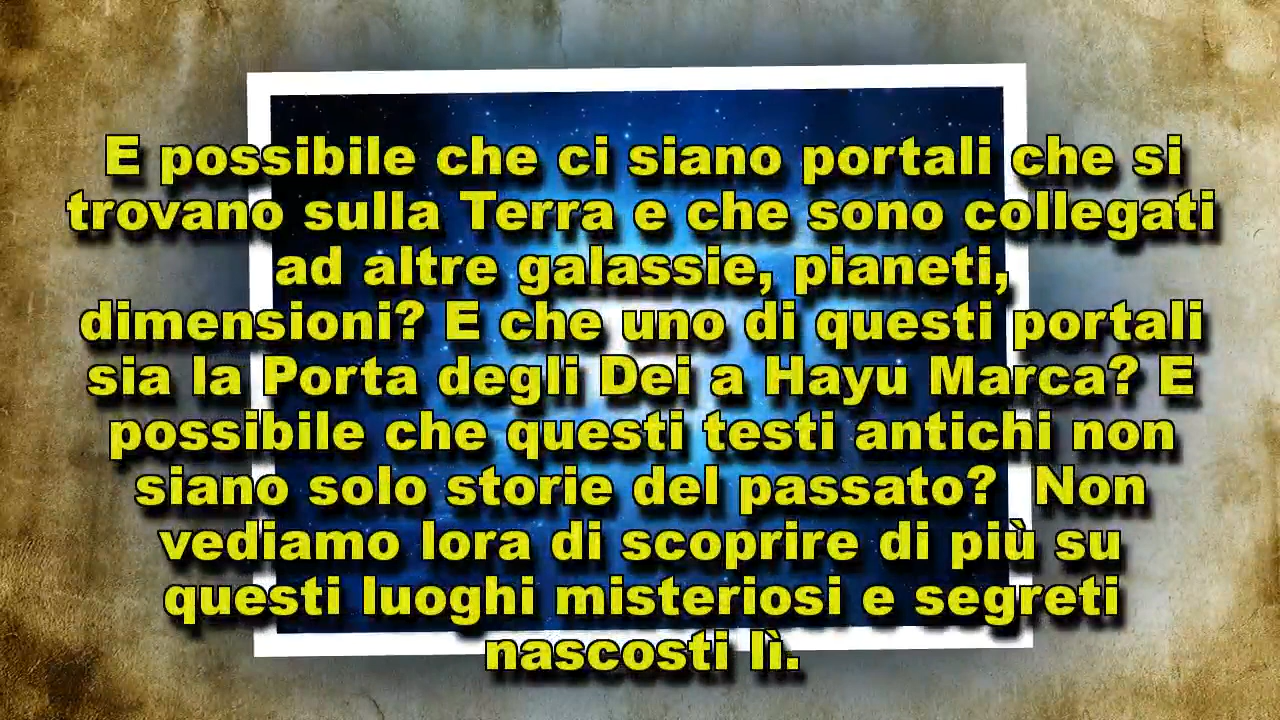 E possibile che ci siano portali che si
trovano sulla Terra e che sono collegati
ad altre galassie, pianeti,
dimensioni? E che uno di questi portali
sia la Porta degli Dei a Hayu Marca? E
possibile che questi testi antichi non
siano solo storie del passato?  Non
vediamo lora di scoprire di più su
questi luoghi misteriosi e segreti
nascosti lì.